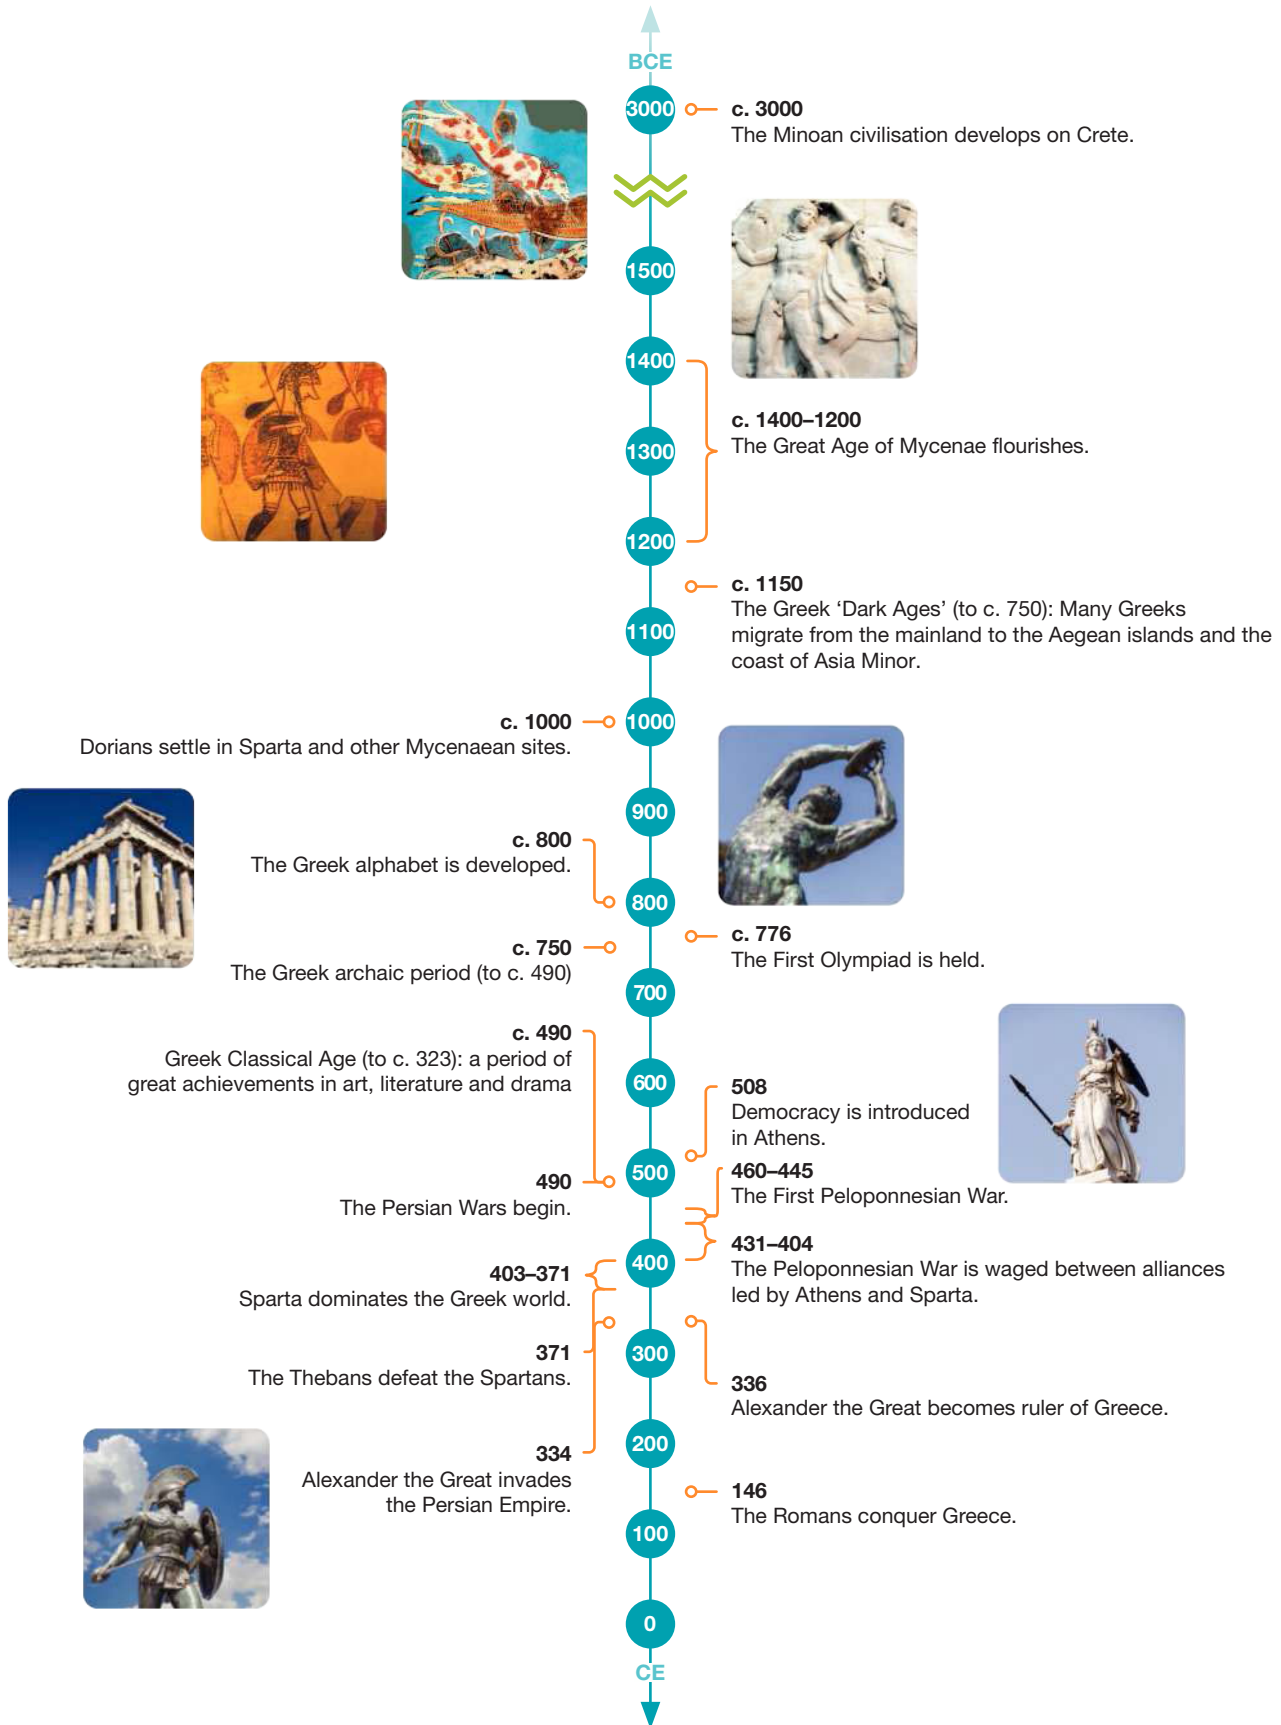 BCE
3000
c. 3000
The Minoan civilisation develops on Crete.
1500
1400
c. 1400–1200
The Great Age of Mycenae flourishes.
1300
1200
c. 1150
The Greek ‘Dark Ages’ (to c. 750): Many Greeks
migrate from the mainland to the Aegean islands and the
coast of Asia Minor.
1100
c. 1000
Dorians settle in Sparta and other Mycenaean sites.
1000
900
c. 800
The Greek alphabet is developed.
800
c. 776
The First Olympiad is held.
c. 750
The Greek archaic period (to c. 490)
700
c. 490
Greek Classical Age (to c. 323): a period of
great achievements in art, literature and drama
600
508
Democracy is introduced
in Athens.
500
490
The Persian Wars begin.
460–445
The First Peloponnesian War.
431–404
The Peloponnesian War is waged between alliances
led by Athens and Sparta.
400
403–371
Sparta dominates the Greek world.
371
The Thebans defeat the Spartans.
300
336
Alexander the Great becomes ruler of Greece.
200
334
Alexander the Great invades
the Persian Empire.
146
The Romans conquer Greece.
100
0
CE